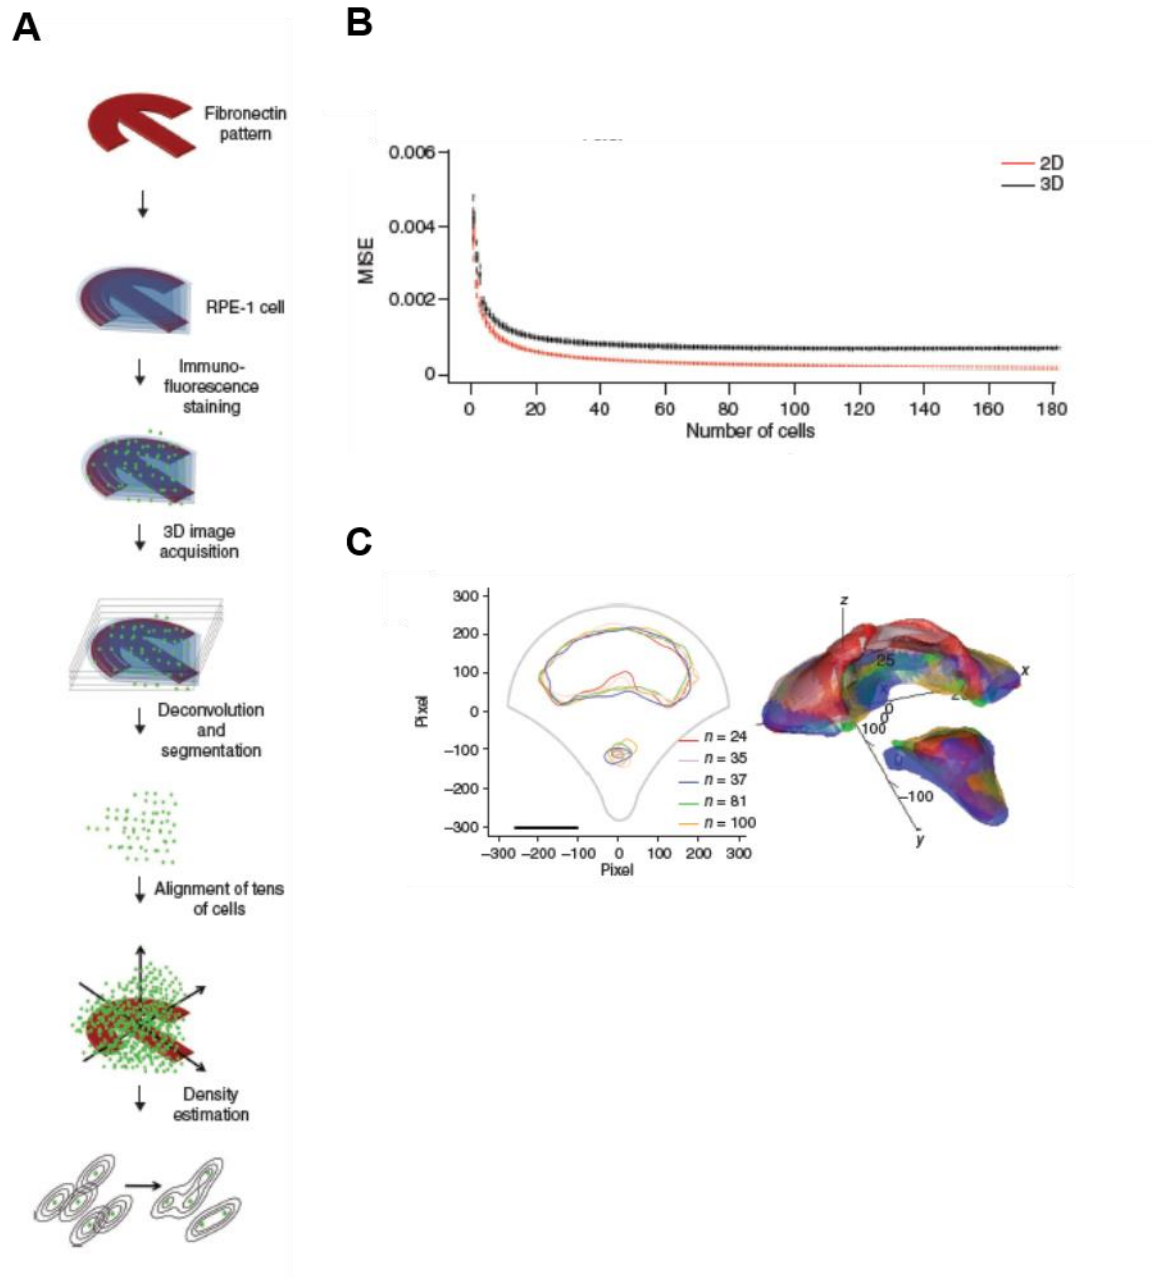 A
Fibronectin
pattern
RPE-1 cell
Immuno-
fluorescence
staining
3D image
acquisition
Deconvolution
and
segmentation
Alignment of tens
of cells
Density
estimation
B
MISE
0.006
0.004
0.002
0
0 20 40 60 80 100 120 140 160 180
Number of cells
2D
3D
C
Pixel
300
200
100
0
−100
−200
−300
−300 −200 −100 0 100 200 300
Pixel
n = 24
n = 35
n = 37
n = 81
n = 100
z
25
x
0
0
100
−100
y